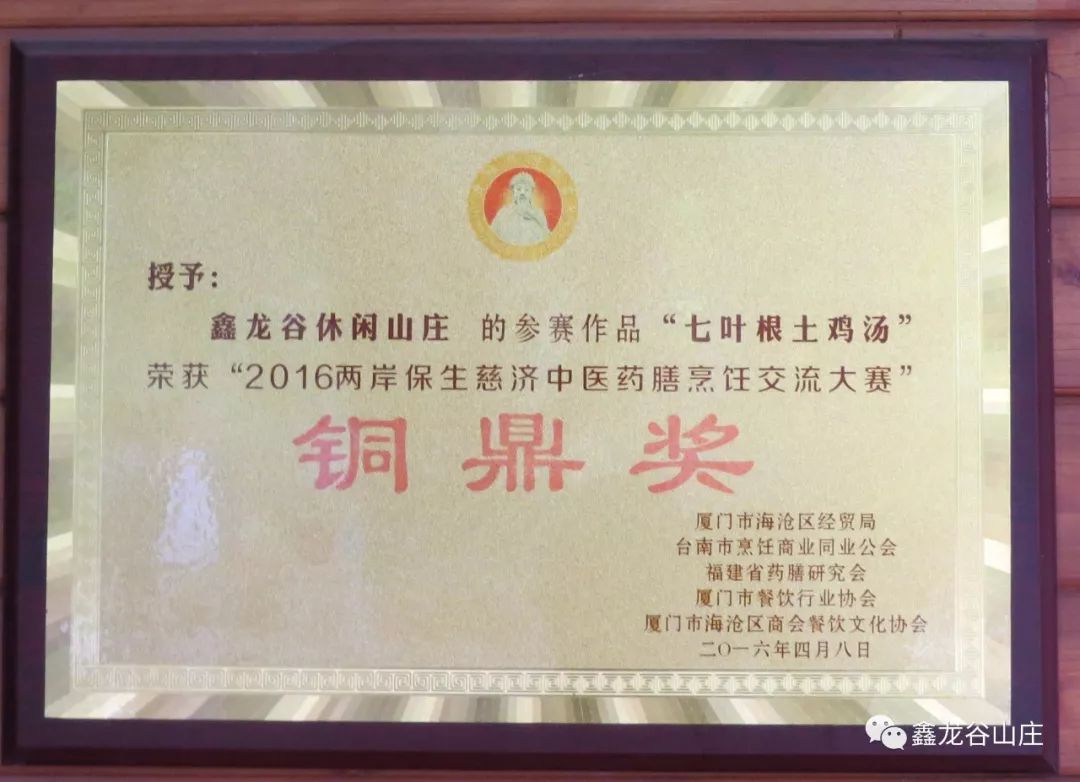 授予：
鑫龙谷休闲山庄 的参赛作品“七叶根土鸡汤”
荣获“2016两岸保生慈济中医药膳烹饪交流大赛”
铜鼎奖
厦门市海沧区经贸局
台南市烹饪商业同业公会
福建省药膳研究会
厦门市餐饮行业协会
厦门市海沧区商会餐饮文化协会
二〇一六年四月八日
鑫龙谷山庄